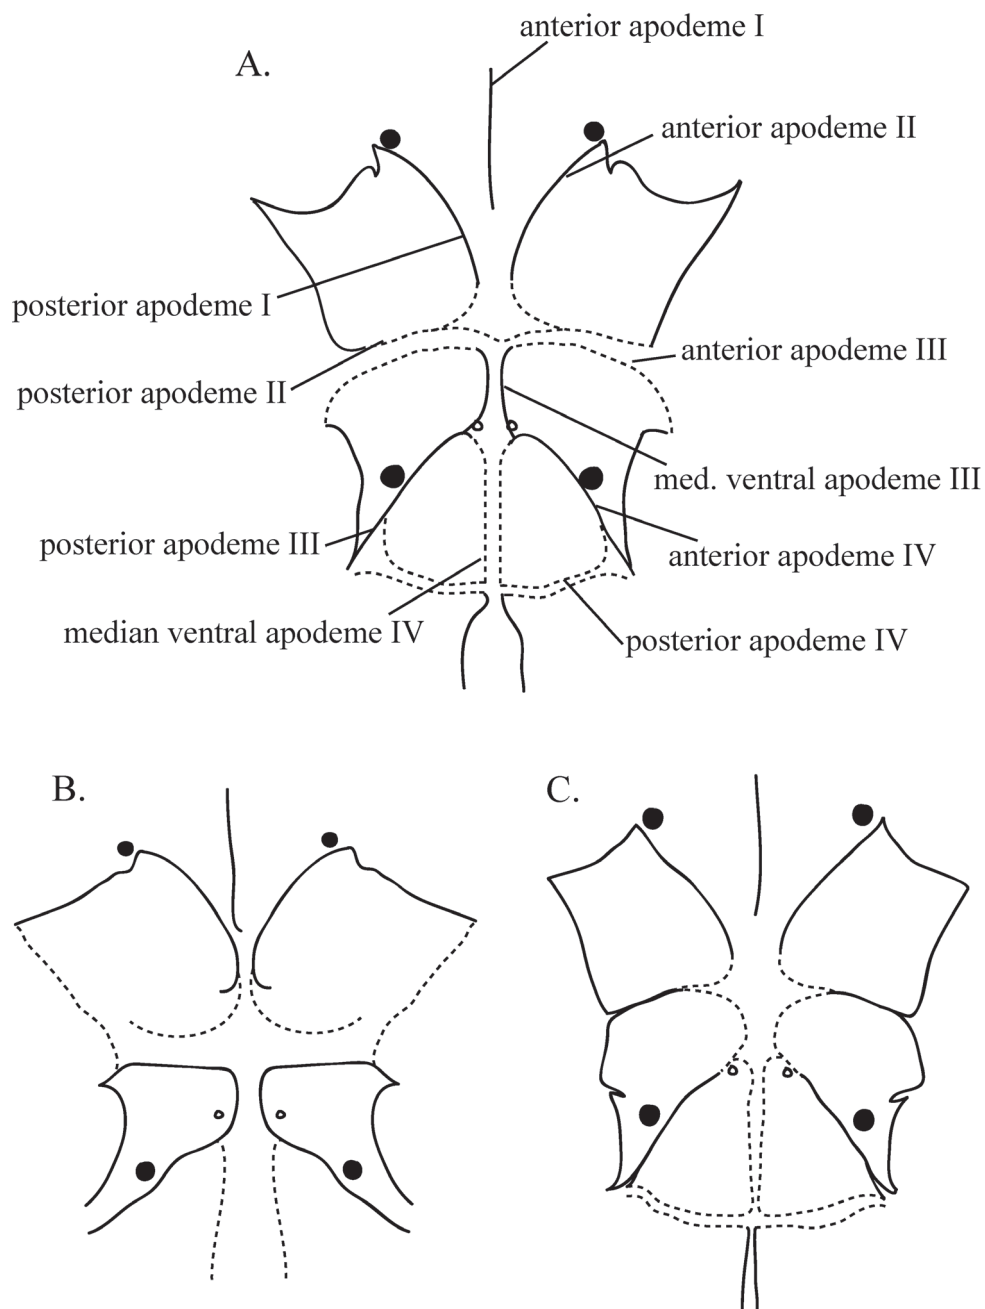 anterior apodeme I
A.
anterior apodeme II
posterior apodeme I
anterior apodeme III
posterior apodeme II
med. ventral apodeme III
posterior apodeme III
anterior apodeme IV
median ventral apodeme IV
posterior apodeme IV
B.
C.